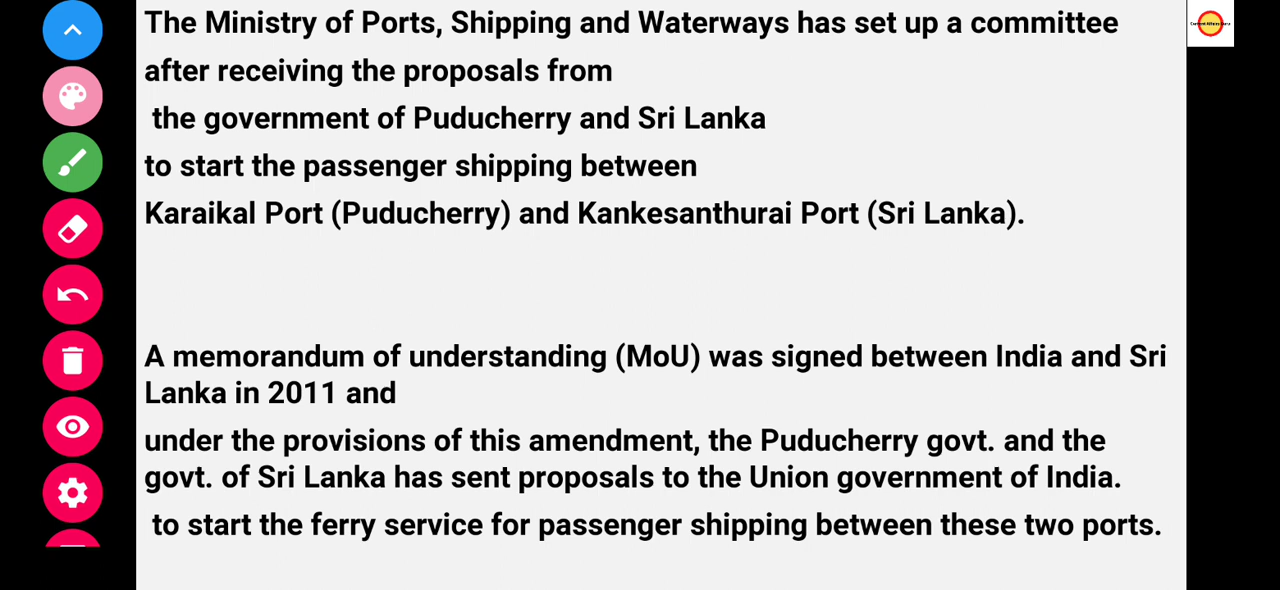 The Ministry of Ports, Shipping and Waterways has set up a committee
after receiving the proposals from
the government of Puducherry and Sri Lanka
to start the passenger shipping between
Karaikal Port (Puducherry) and Kankesanthurai Port (Sri Lanka).
A memorandum of understanding (MoU) was signed between India and Sri
Lanka in 2011 and
under the provisions of this amendment, the Puducherry govt. and the
govt. of Sri Lanka has sent proposals to the Union government of India.
to start the ferry service for passenger shipping between these two ports.